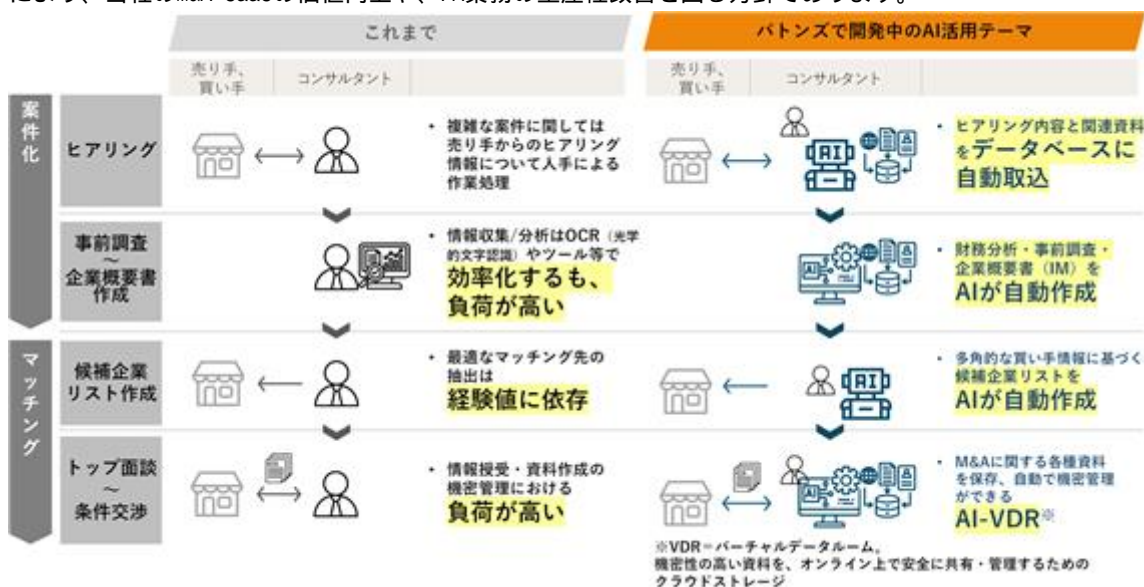 これまで
バトンズで開発中のAI活用テーマ
売り手、
買い手
コンサルタント
売り手、
買い手
コンサルタント
案件化
ヒアリング
・ 複雑な案件に関しては
売り手からのヒアリング
情報について人手による
作業処理
AI
・ ヒアリング内容と関連資料
をデータベースに
自動取込
事前調査
~
企業概要書
作成
・ 情報収集/分析はOCR（光学
的文字認識）やツール等で
効率化するも、
負荷が高い
・ 財務分析・事前調査・
企業概要書（IM）を
AIが自動作成
マッチング
候補企業
リスト作成
・ 最適なマッチング先の
抽出は
経験値に依存
AI
・ 多角的な買い手情報に基づく
候補企業リストを
AIが自動作成
トップ面談
~
条件交渉
・ 情報授受・資料作成の
機密管理における
負荷が高い
・ M&Aに関する各種資料
を保存、自動で機密管理
ができる
AI-VDR※
※VDR＝バーチャルデータルーム。
機密性の高い資料を、オンライン上で安全に共有・管理するための
クラウドストレージ